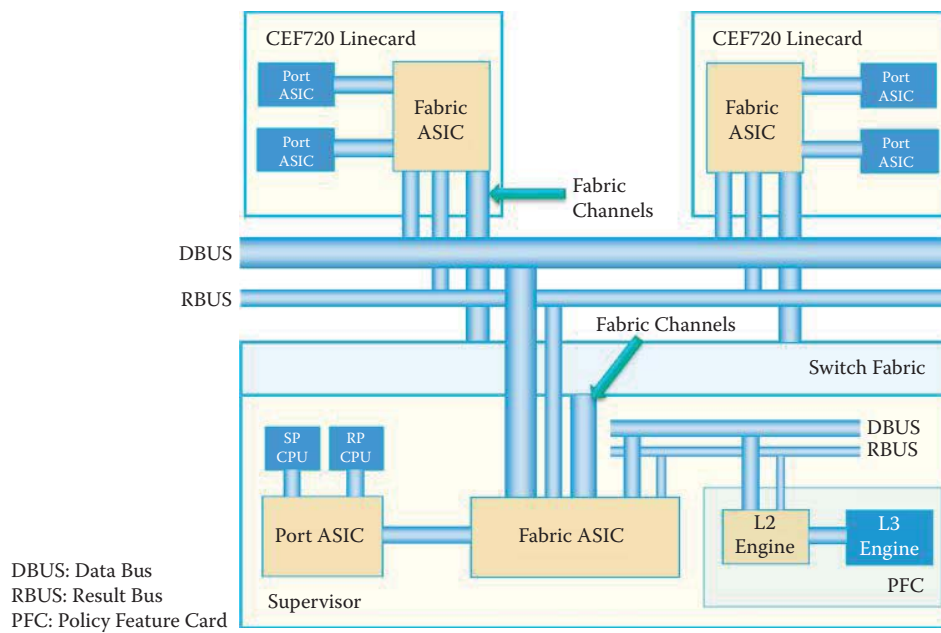 CEF720 Linecard
Port
ASIC
Port
ASIC
Fabric
ASIC
CEF720 Linecard
Fabric
ASIC
Port
ASIC
Port
ASIC
Fabric
Channels
DBUS
RBUS
Fabric Channels
Switch Fabric
SP
CPU
RP
CPU
DBUS
RBUS
Port ASIC
Fabric ASIC
L2
Engine
L3
Engine
PFC
Supervisor
DBUS: Data Bus
RBUS: Result Bus
PFC: Policy Feature Card